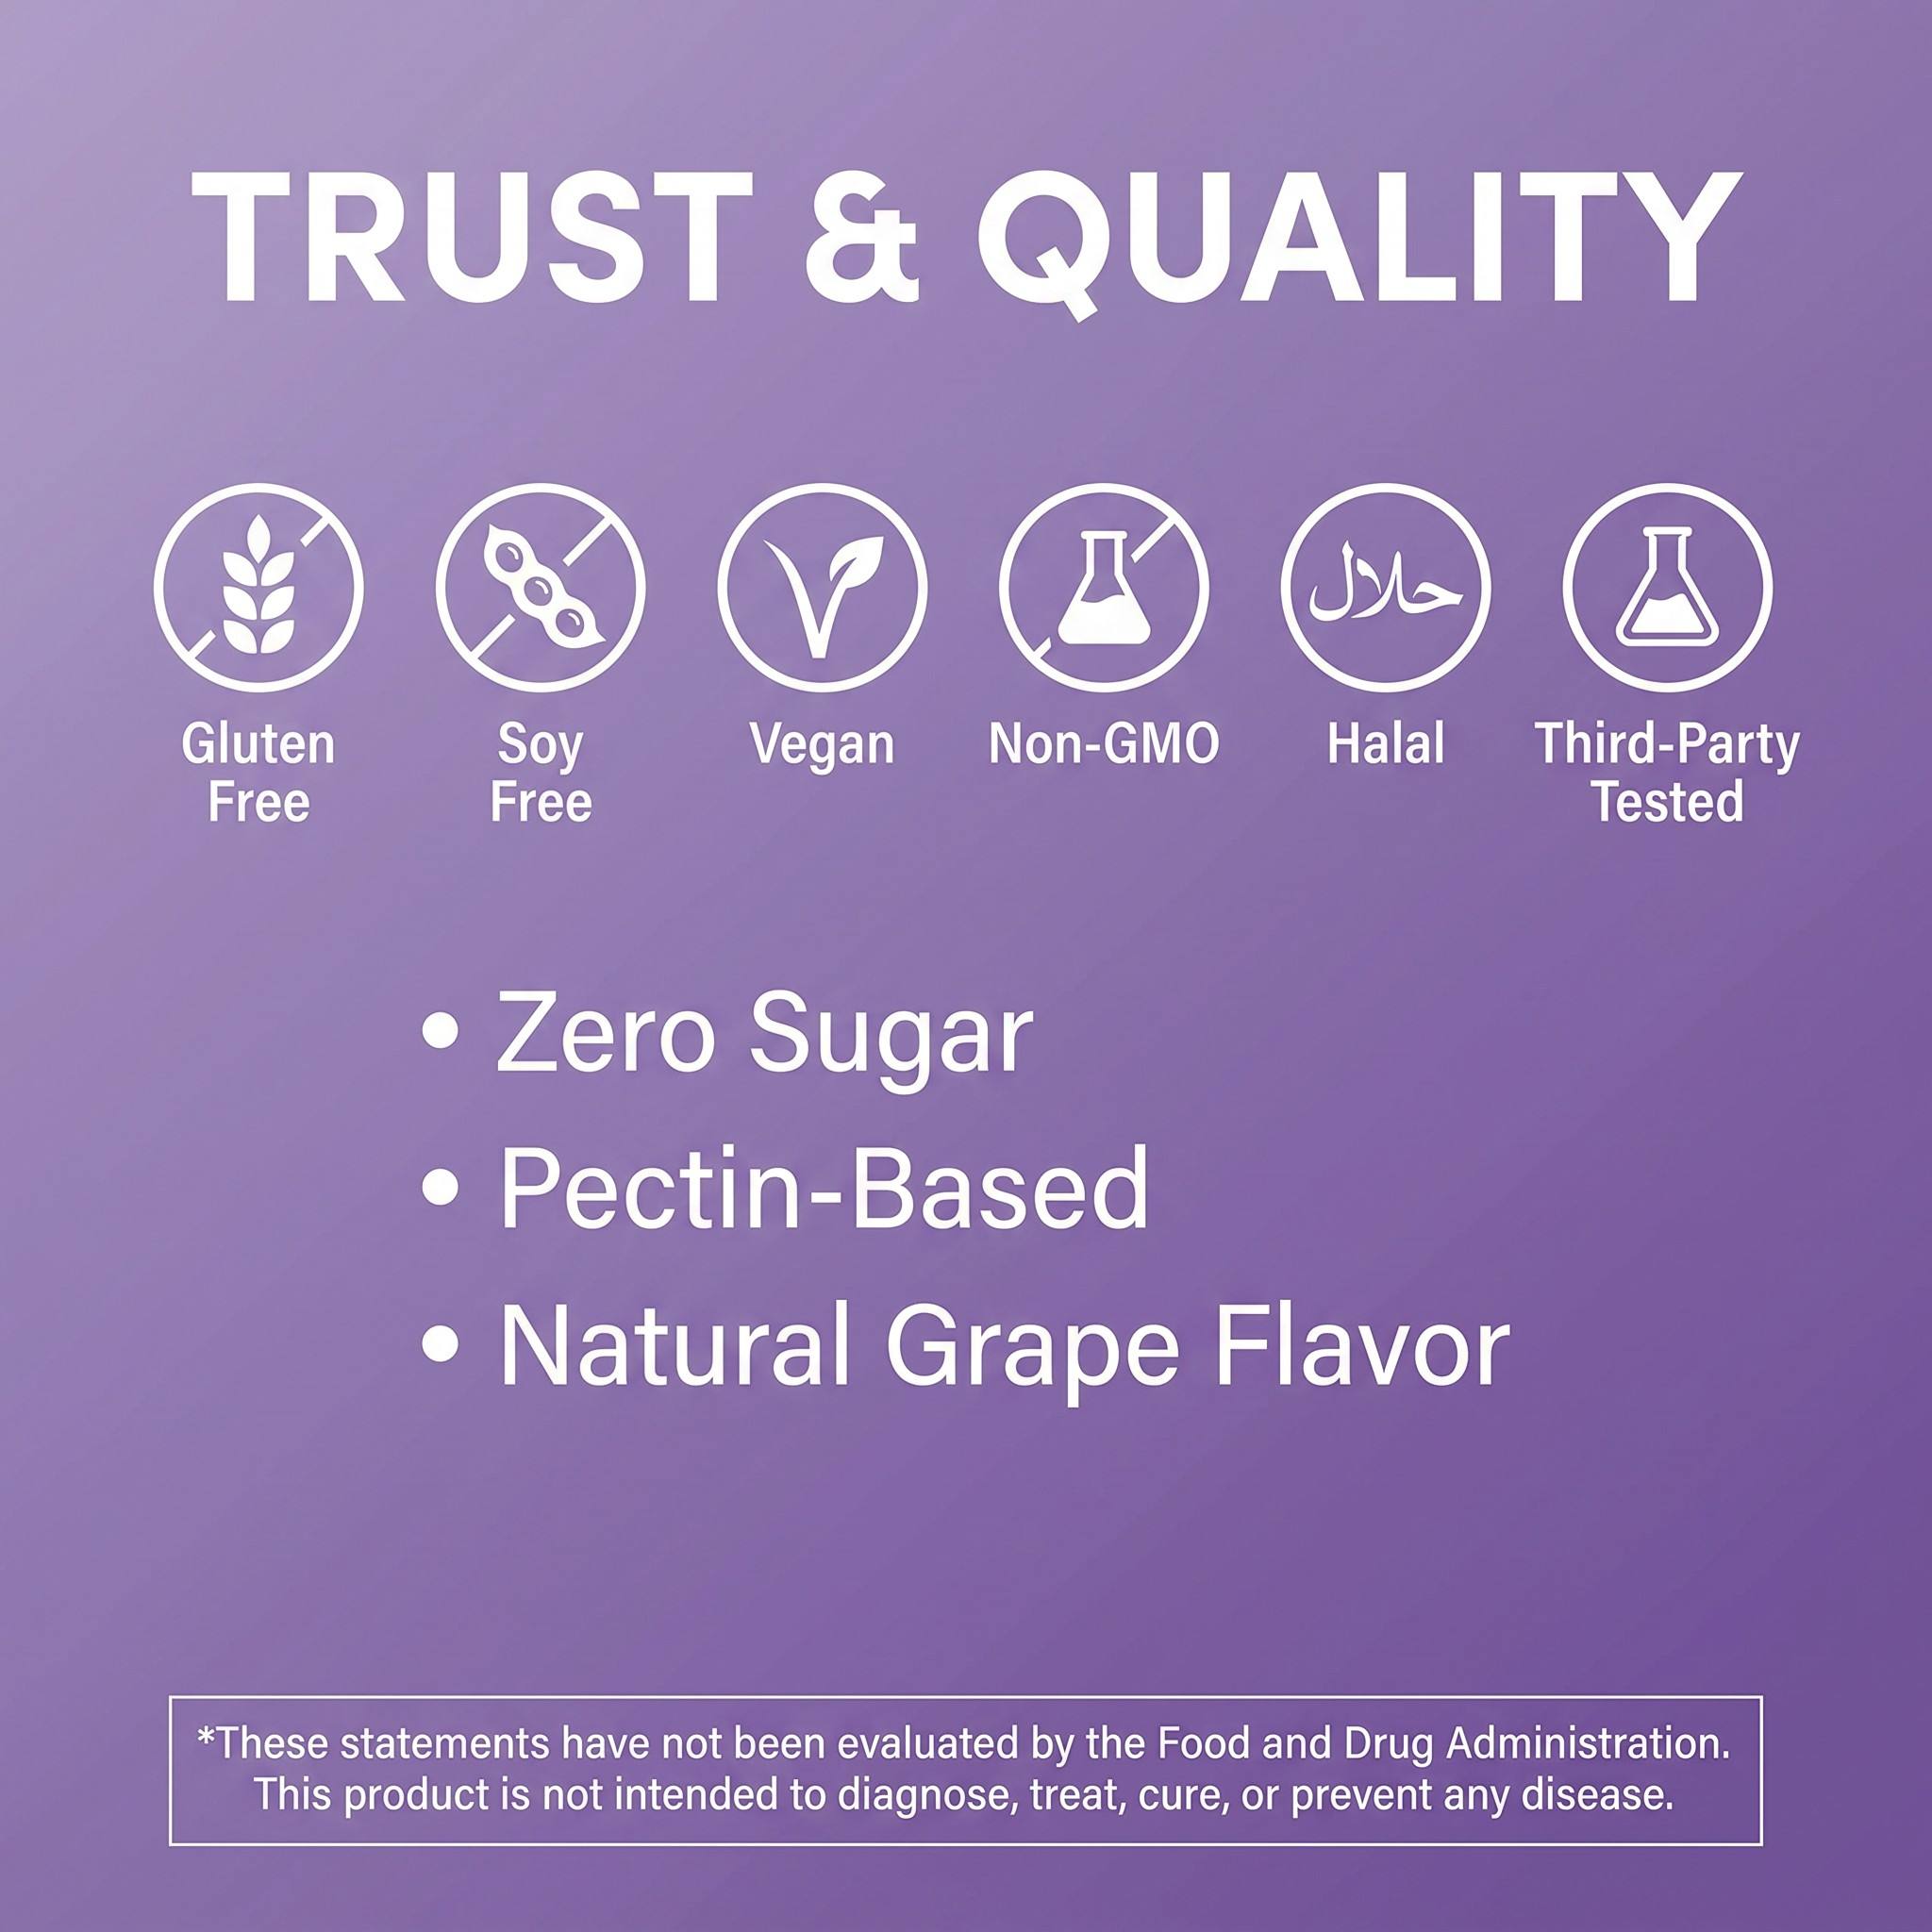 TRUST & QUALITY
حلال
Gluten
Free
Soy
Free
Vegan
Non-GMO
Halal
Third-Party
Tested
• Zero Sugar
• Pectin-Based
• Natural Grape Flavor
*These statements have not been evaluated by the Food and Drug Administration.
This product is not intended to diagnose, treat, cure, or prevent any disease.